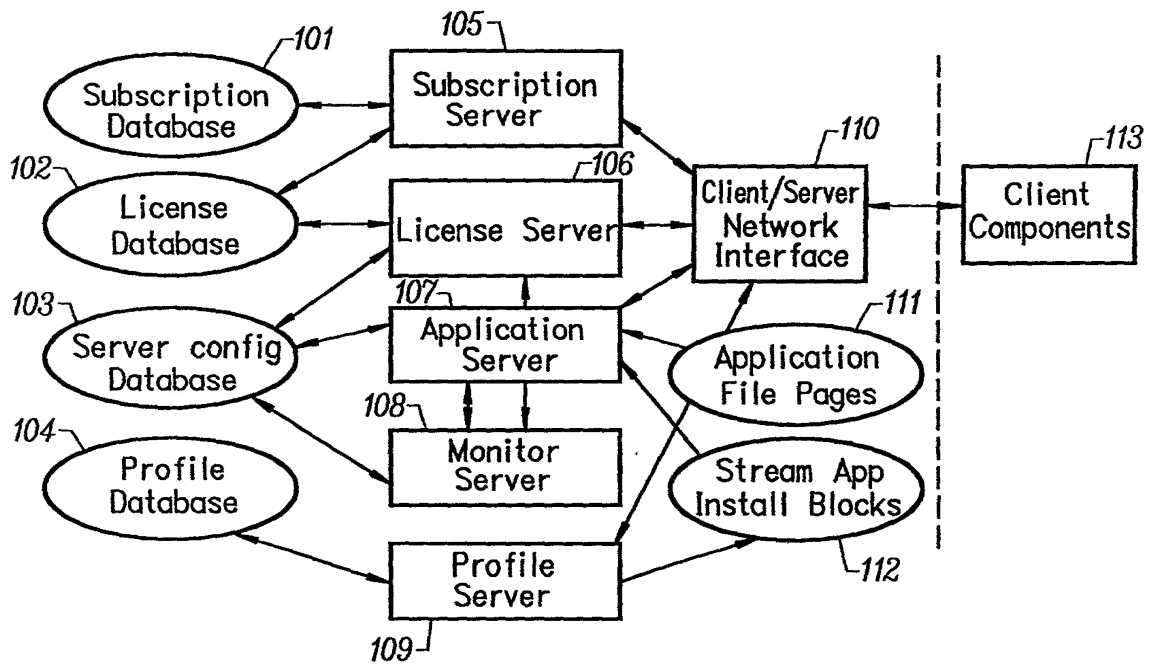 101
Subscription
Database
105
Subscription
Server
102
License
Database
106
License Server
110
Client/Server
Network
Interface
113
Client
Components
103
Server config
Database
107
Application
Server
111
Application
File Pages
104
Profile
Database
108
Monitor
Server
Stream App
Install Blocks
112
Profile
Server
109